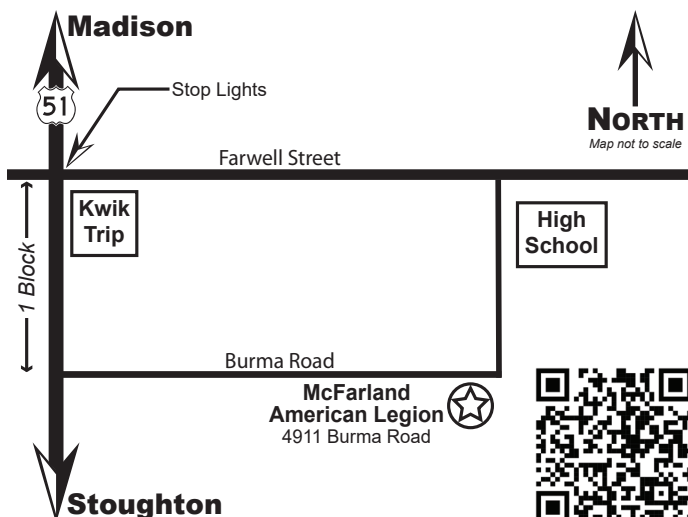 Madison
51
Stop Lights
NORTH
Map not to scale
Farwell Street
Kwik
Trip
High
School
1 Block
Burma Road
McFarland
American Legion
4911 Burma Road
Stoughton